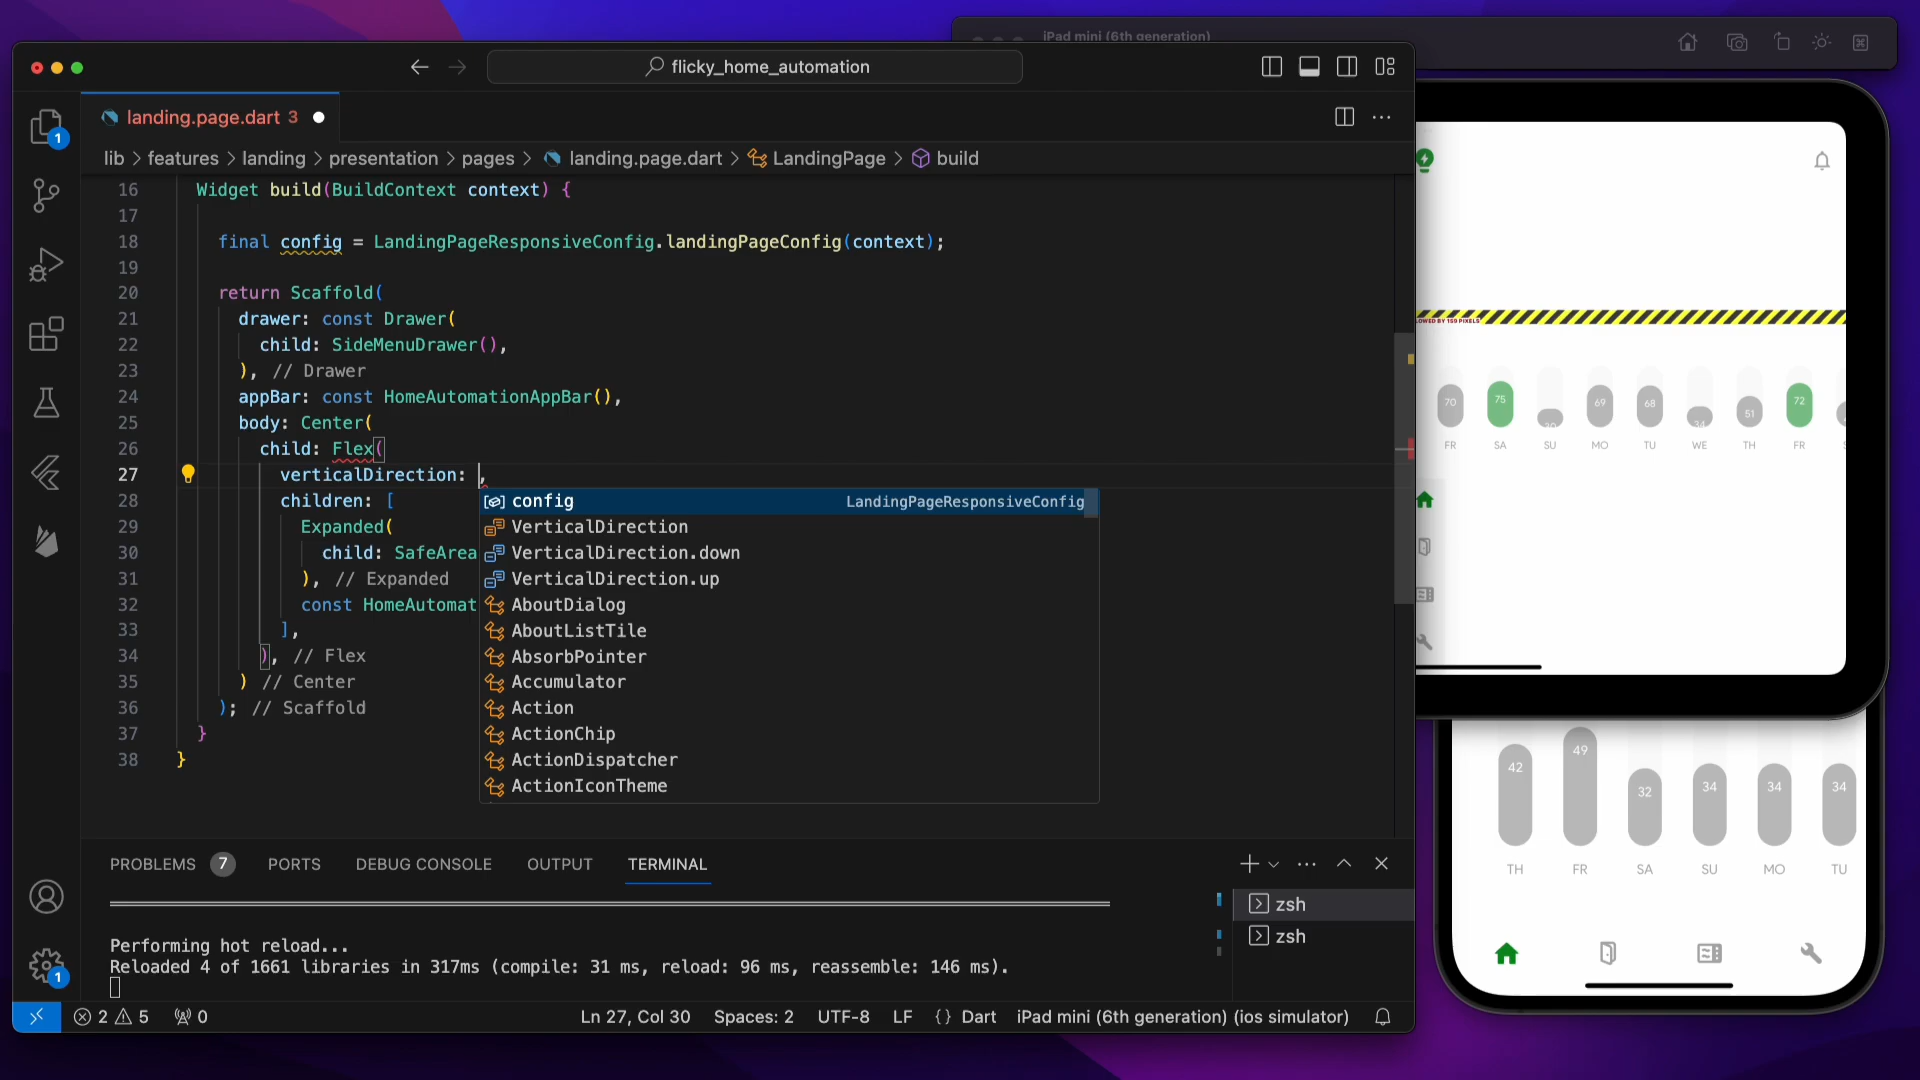 iPad mini (6th generation)
flicky_home_automation
landing.page.dart 3
lib > features > landing > presentation > pages > landing.page.dart > LandingPage > build
16 Widget build(BuildContext context) {
17
18 final config = LandingPageResponsiveConfig.landingPageConfig(context);
19
20 return Scaffold(
21 drawer: const Drawer(
22 child: SideMenuDrawer(),
23 ), // Drawer
24 appBar: const HomeAutomationAppBar(),
25 body: Center(
26 child: Flex(
27 verticalDirection: ,
28 children: [
29 Expanded(
30 child: SafeArea
31 ), // Expanded
32 const HomeAutomat
33 ],
34 ), // Flex
35 ) // Center
36 ); // Scaffold
37 }
38 }
config LandingPageResponsiveConfig
VerticalDirection
VerticalDirection.down
VerticalDirection.up
AboutDialog
AboutListTile
AbsorbPointer
Accumulator
Action
ActionChip
ActionDispatcher
ActionIconTheme
1
1
PROBLEMS 7 PORTS DEBUG CONSOLE OUTPUT TERMINAL
zsh
zsh
Performing hot reload...
Reloaded 4 of 1661 libraries in 317ms (compile: 31 ms, reload: 96 ms, reassemble: 146 ms).
2 5 0 Ln 27, Col 30 Spaces: 2 UTF-8 LF {} Dart iPad mini (6th generation) (ios simulator)
LOWED BY 169 PIXELS
70 75 20 69 68 34 51 72
FR SA SU MO TU WE TH FR
42 49 32 34 34 34
TH FR SA SU MO TU